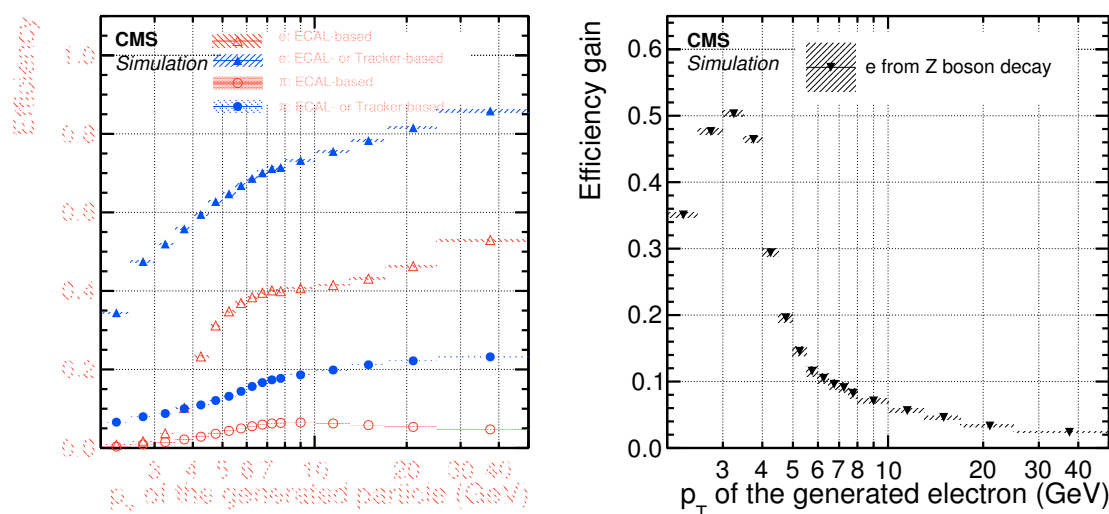 CMS
Simulation
e: ECAL-based
e: ECAL- or Tracker-based
π: ECAL-based
π: ECAL- or Tracker-based
Efficiency
1.0
0.8
0.6
0.4
0.2
0.0
3 4 5 6 7 10 20 30 40
p_T of the generated particle (GeV)
CMS
Simulation
e from Z boson decay
Efficiency gain
0.6
0.5
0.4
0.3
0.2
0.1
0.0
3 4 5 6 7 8 10 20 30 40
p_T of the generated electron (GeV)